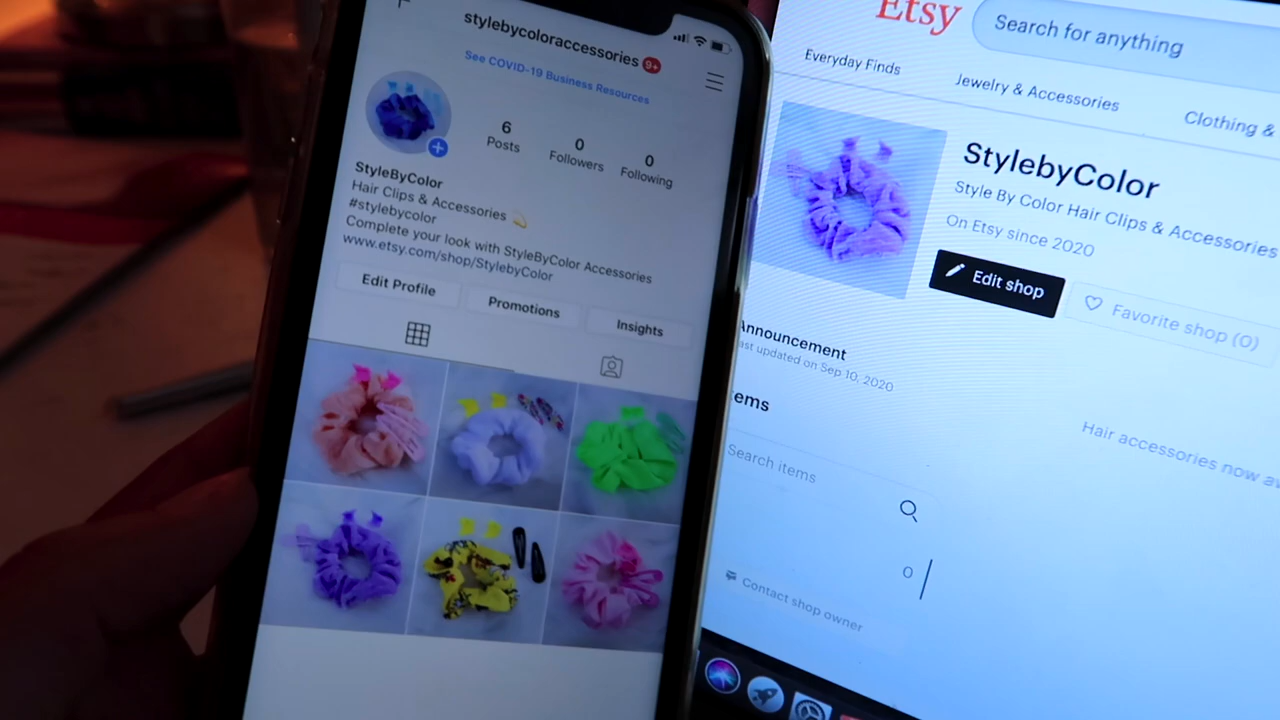 stylebycoloraccessories 9+
See COVID-19 Business Resources
6
Posts
0
Followers
0
Following
StyleByColor
Hair Clips & Accessories
#stylebycolor
Complete your look with StyleByColor Accessories
www.etsy.com/shop/StylebyColor
Edit Profile
Promotions
Insights
Etsy
Search for anything
Everyday Finds
Jewelry & Accessories
Clothing &
StylebyColor
Style By Color Hair Clips & Accessories
On Etsy since 2020
Edit shop
Favorite shop (0)
Announcement
ast updated on Sep 10, 2020
Hair accessories now av
ems
Search items
0
Contact shop owner